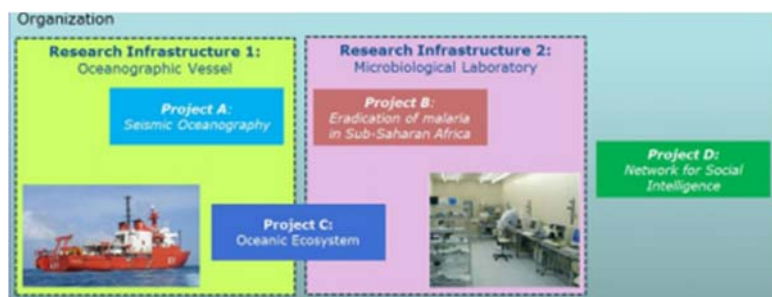 Organization
Research Infrastructure 1:
Oceanographic Vessel
Research Infrastructure 2:
Microbiological Laboratory
Project A:
Seismic Oceanography
Project B:
Eradication of malaria
in Sub-Saharan Africa
Project D:
Network for Social
Intelligence
Project C:
Oceanic Ecosystem